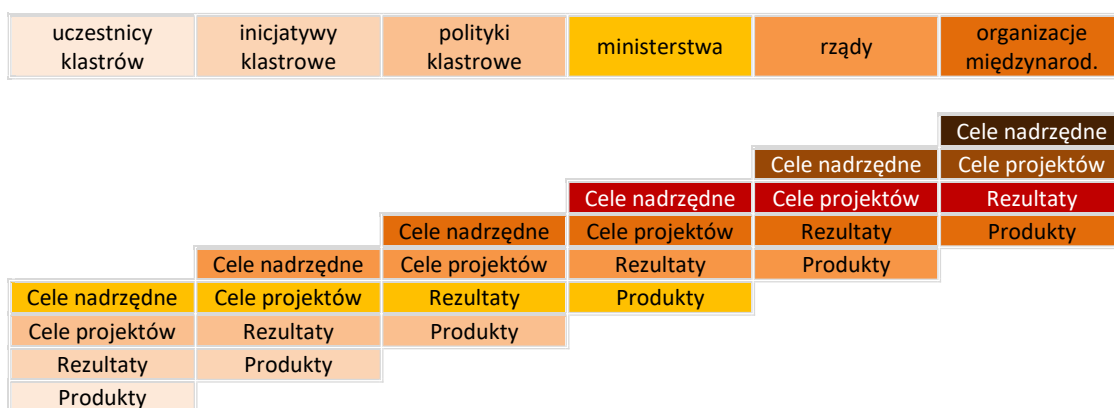 uczestnicy klastrów inicjatywy klastrowe polityki klastrowe ministerstwa rządy organizacje międzynarod.
Cele nadrzędne
Cele nadrzędne Cele projektów
Cele nadrzędne Cele projektów Rezultaty
Cele nadrzędne Cele projektów Rezultaty Produkty
Cele nadrzędne Cele projektów Rezultaty Produkty
Cele nadrzędne Cele projektów Rezultaty Produkty
Cele projektów Rezultaty Produkty
Rezultaty Produkty
Produkty